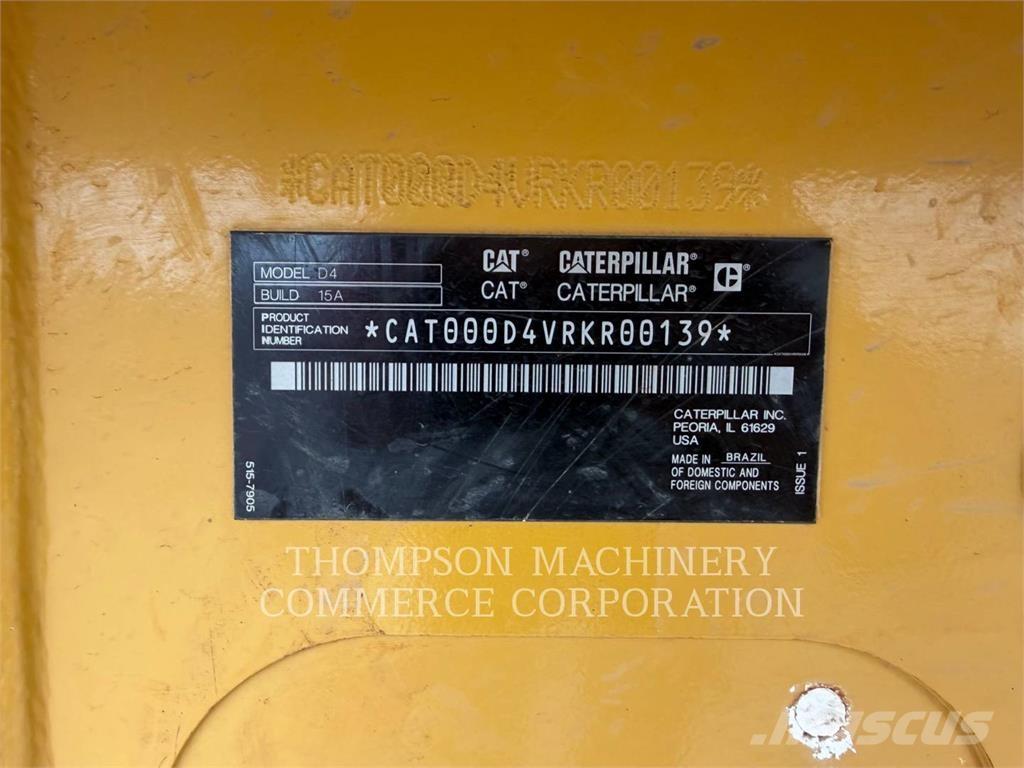 *CAT000D4VRKR00139*
MODEL D4
BUILD 15A
CAT® CATERPILLAR®
CAT® CATERPILLAR®
PRODUCT
IDENTIFICATION
NUMBER
*CAT000D4VRKR00139*
CATERPILLAR INC.
PEORIA, IL 61629
USA
MADE IN BRAZIL
OF DOMESTIC AND
FOREIGN COMPONENTS
ISSUE 1
515-7905
THOMPSON MACHINERY
COMMERCE CORPORATION
MASCUS